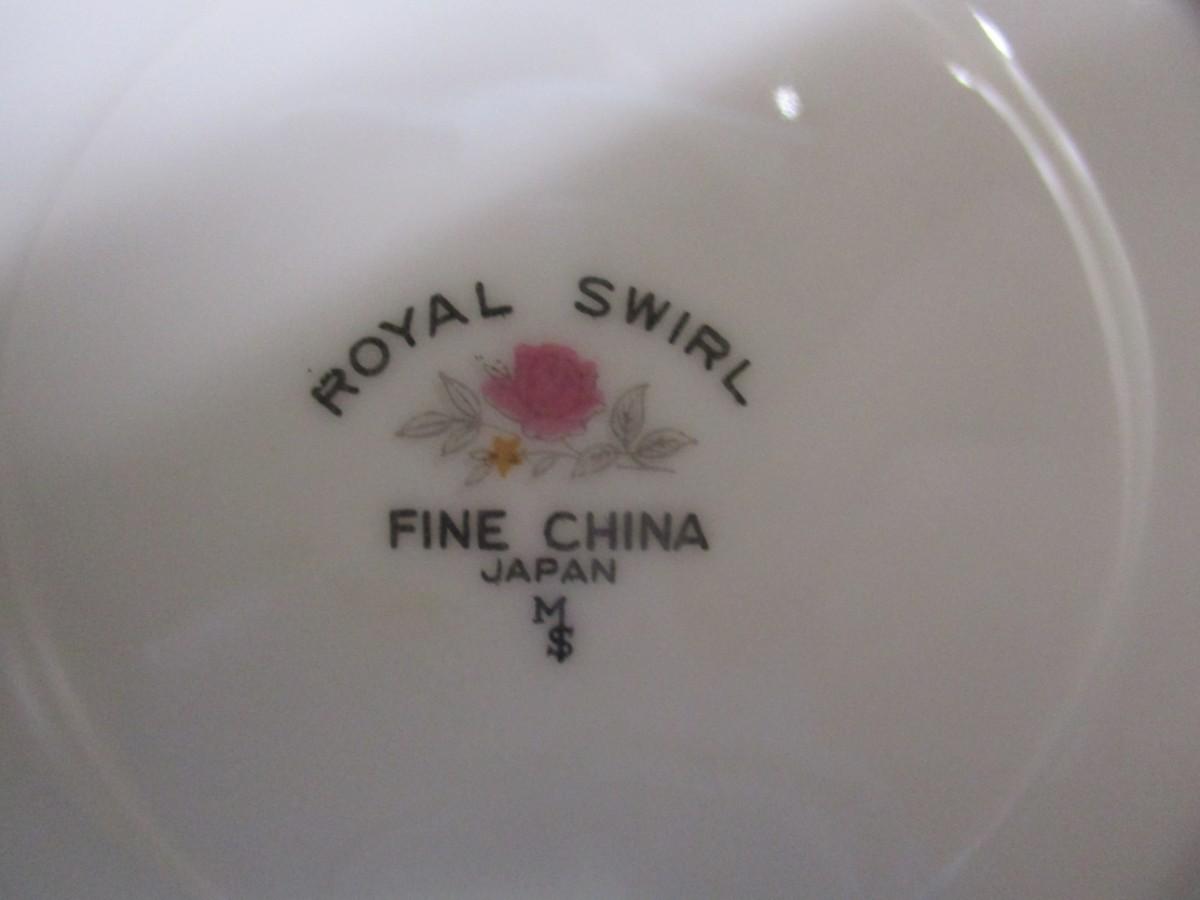 ROYAL SWIRL
FINE CHINA
JAPAN
M
$